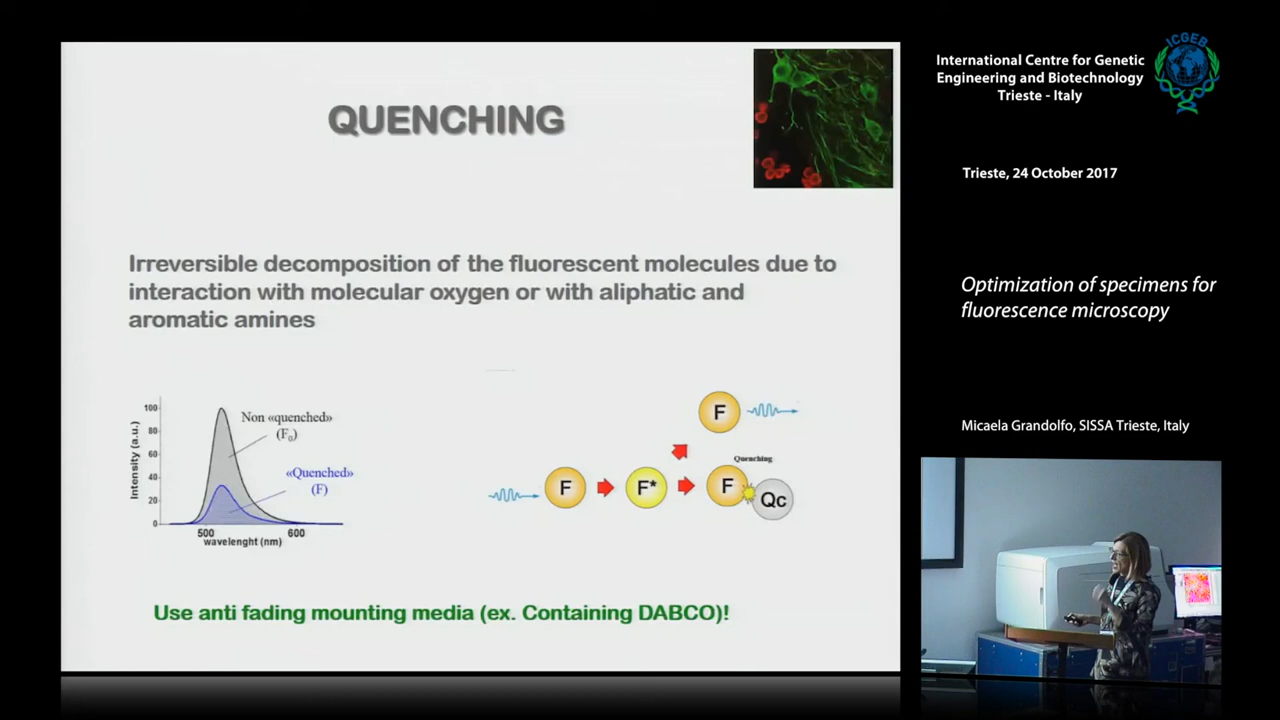 QUENCHING
Irreversible decomposition of the fluorescent molecules due to
interaction with molecular oxygen or with aliphatic and
aromatic amines
Intensity (a.u.)
100
80
60
40
20
0
500
600
wavelenght (nm)
Non «quenched»
(F₀)
«Quenched»
(F)
F
F*
F
Quenching
F
Qc
Use anti fading mounting media (ex. Containing DABCO)!
International Centre for Genetic
Engineering and Biotechnology
Trieste - Italy
ICGEB
Trieste, 24 October 2017
Optimization of specimens for
fluorescence microscopy
Micaela Grandolfo, SISSA Trieste, Italy